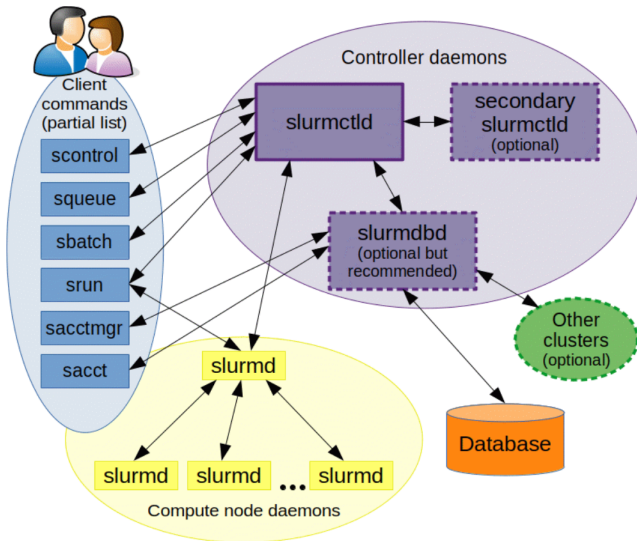 Client
commands
(partial list)
scontrol
squeue
sbatch
srun
sacctmgr
sacct
Controller daemons
slurmctld
secondary
slurmctld
(optional)
slurmdbd
(optional but
recommended)
Other
clusters
(optional)
Database
slurmd
slurmd slurmd ... slurmd
Compute node daemons